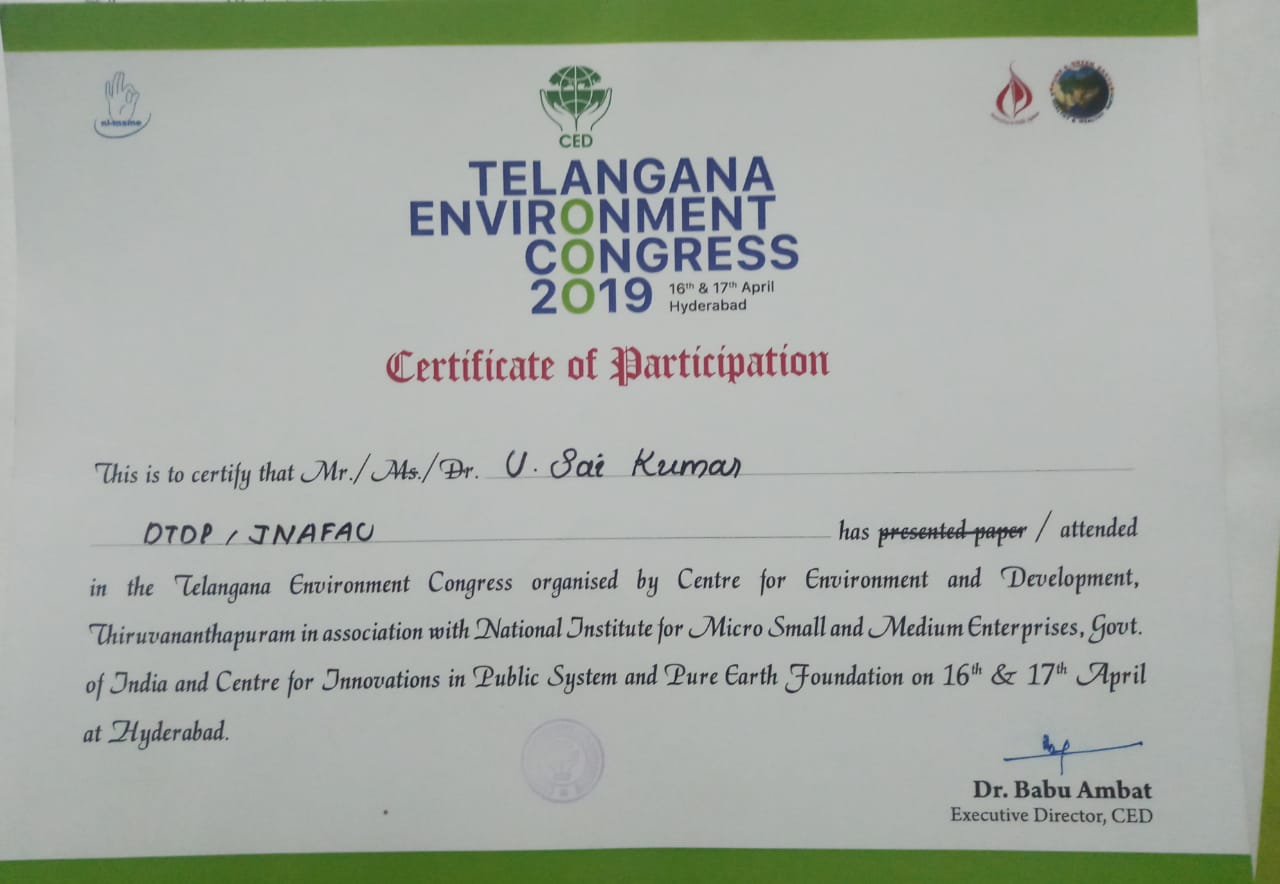 ni-msme
CED
TELANGANA
ENVIRONMENT
CONGRESS
2019 16th & 17th April
Hyderabad
Certificate of Participation
This is to certify that Mr./ Ms./Dr. U. Sai Kumar
DTDP / JNAFAU has presented paper / attended
in the Telangana Environment Congress organised by Centre for Environment and Development,
Thiruvananthapuram in association with National Institute for Micro Small and Medium Enterprises, Govt.
of India and Centre for Innovations in Public System and Pure Earth Foundation on 16th & 17th April
at Hyderabad.
Dr. Babu Ambat
Executive Director, CED